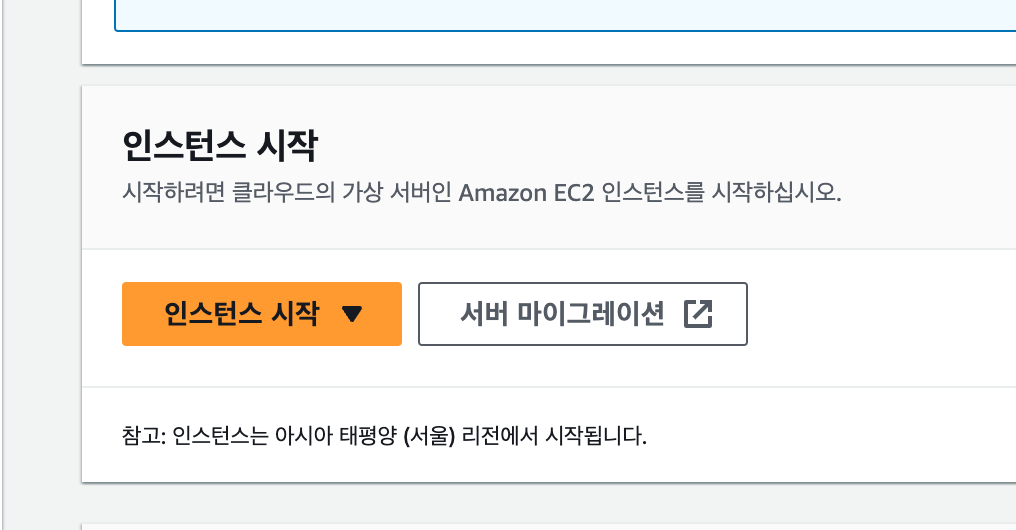 인스턴스 시작
시작하려면 클라우드의 가상 서버인 Amazon EC2 인스턴스를 시작하십시오.
인스턴스 시작
서버 마이그레이션
참고: 인스턴스는 아시아 태평양 (서울) 리전에서 시작됩니다.